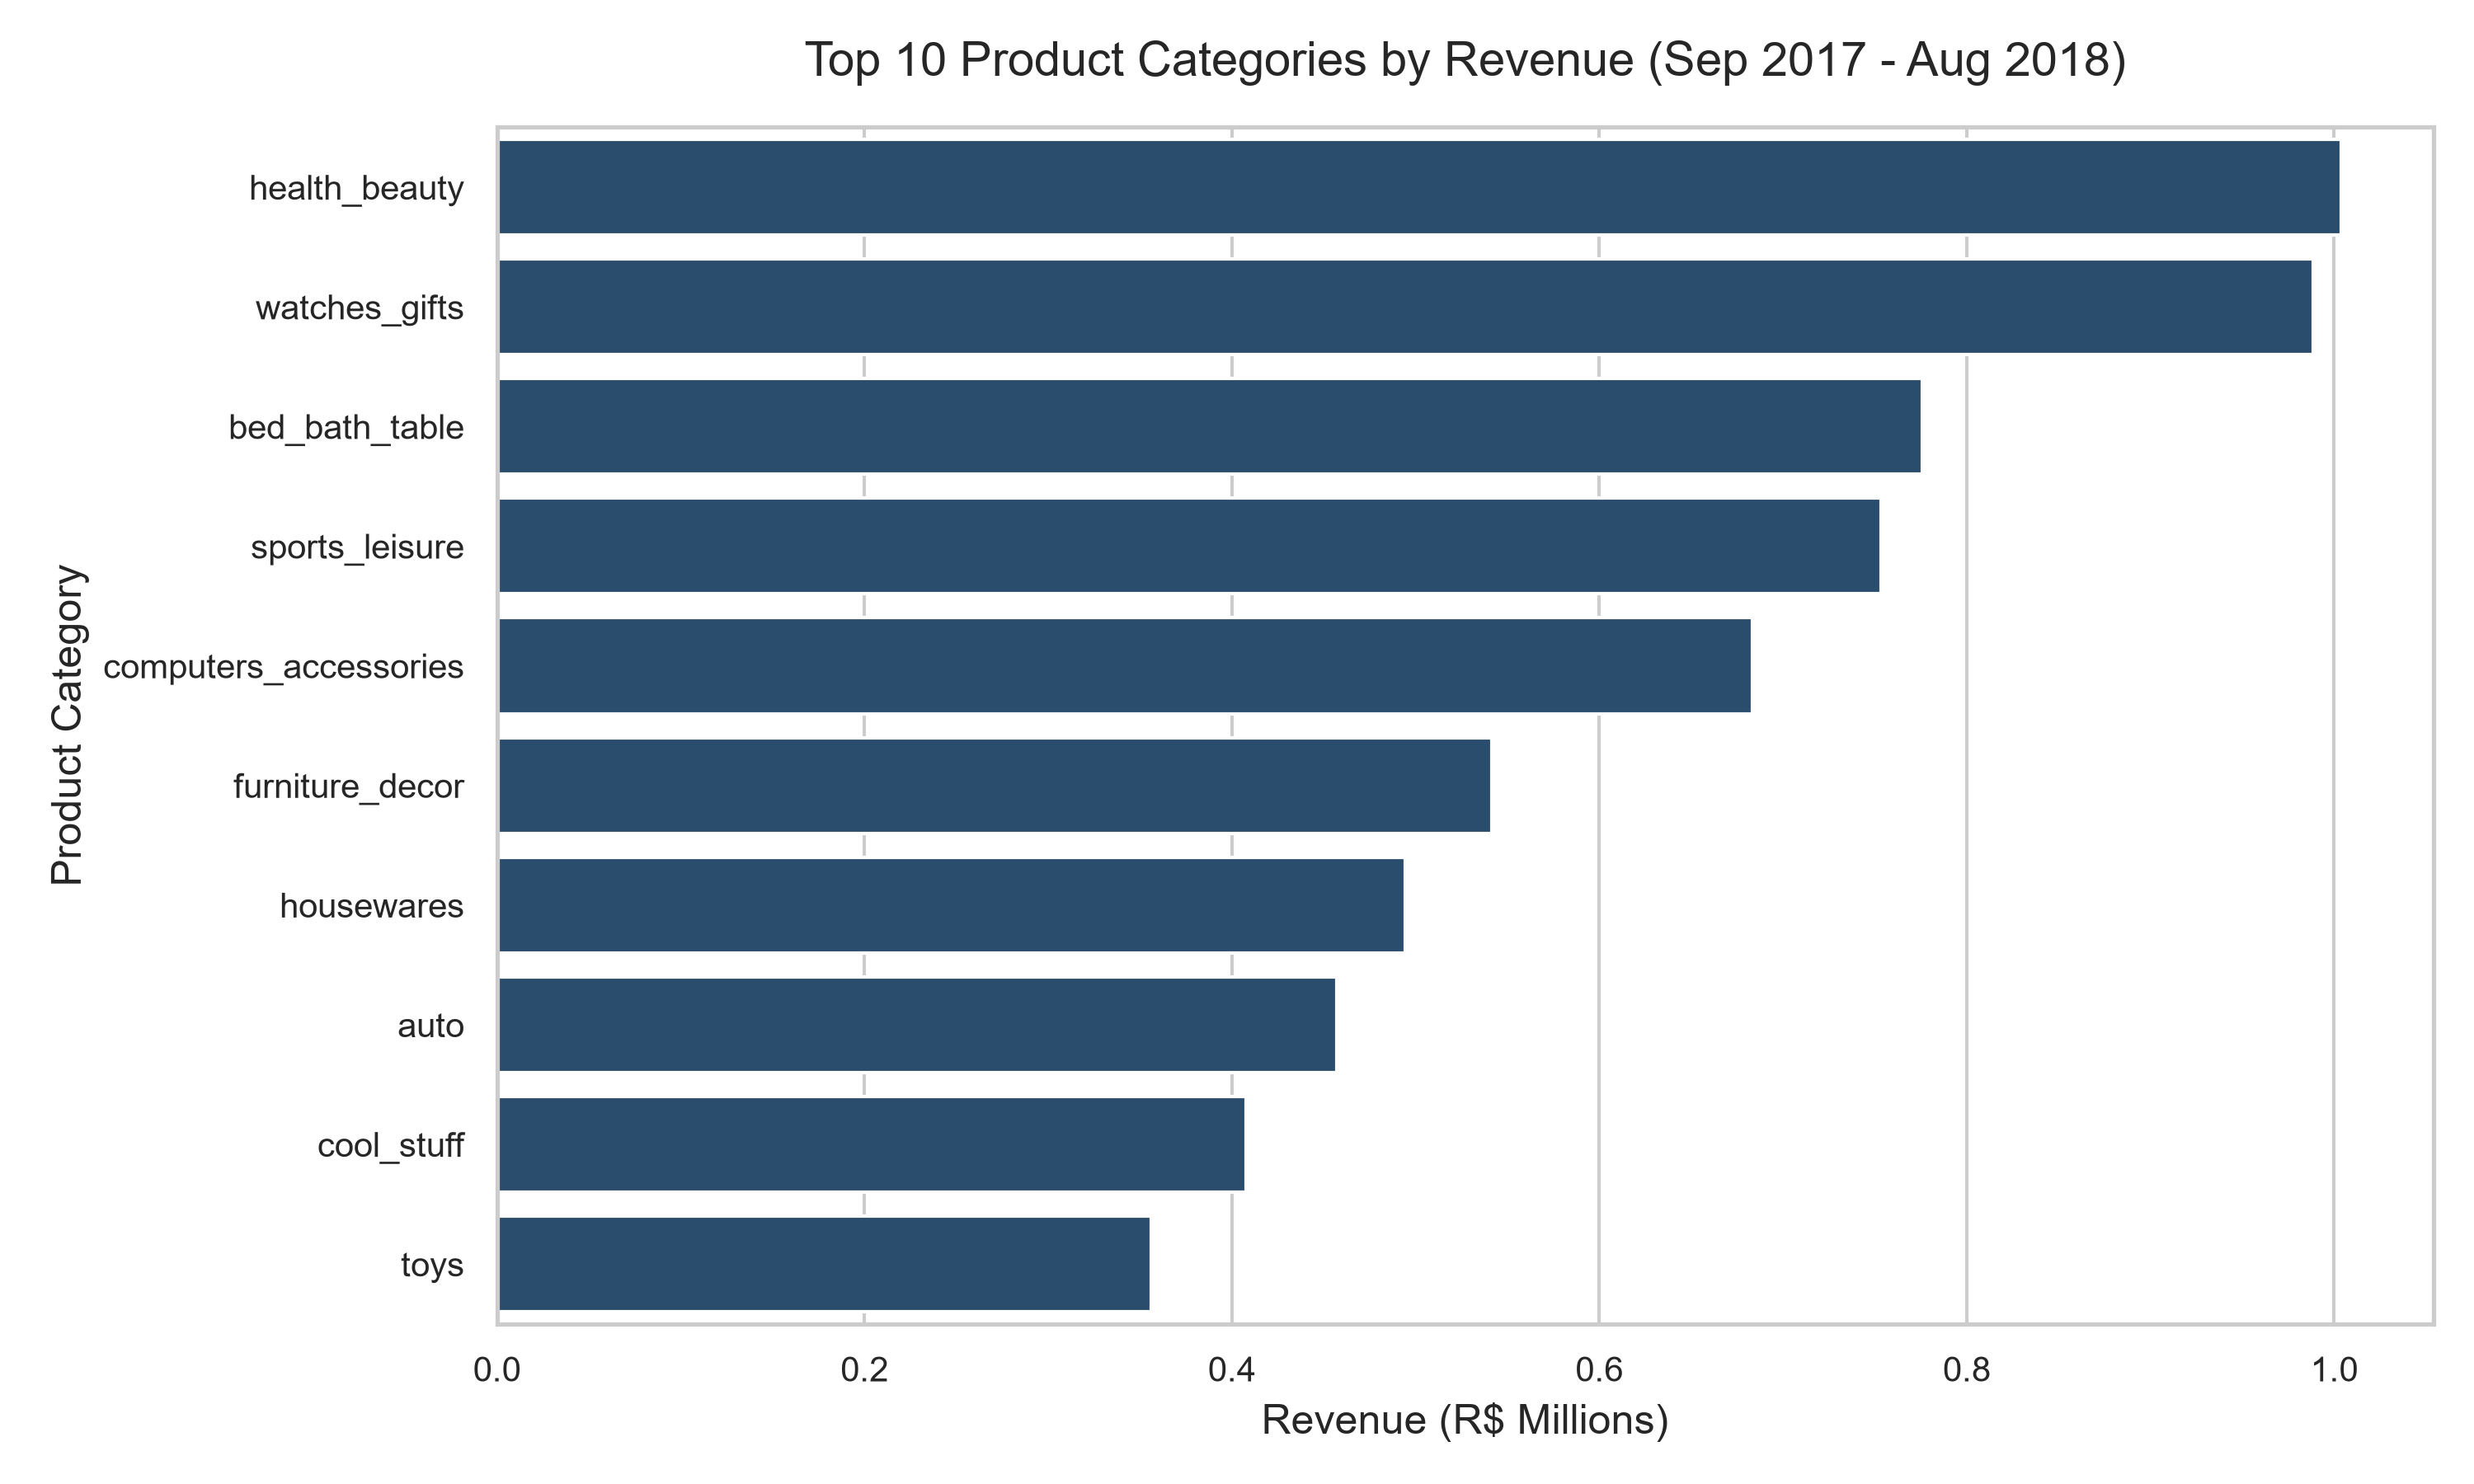 Top 10 Product Categories by Revenue (Sep 2017 - Aug 2018)
Product Category
health_beauty
watches_gifts
bed_bath_table
sports_leisure
computers_accessories
furniture_decor
housewares
auto
cool_stuff
toys
0.0 0.2 0.4 0.6 0.8 1.0
Revenue (R$ Millions)